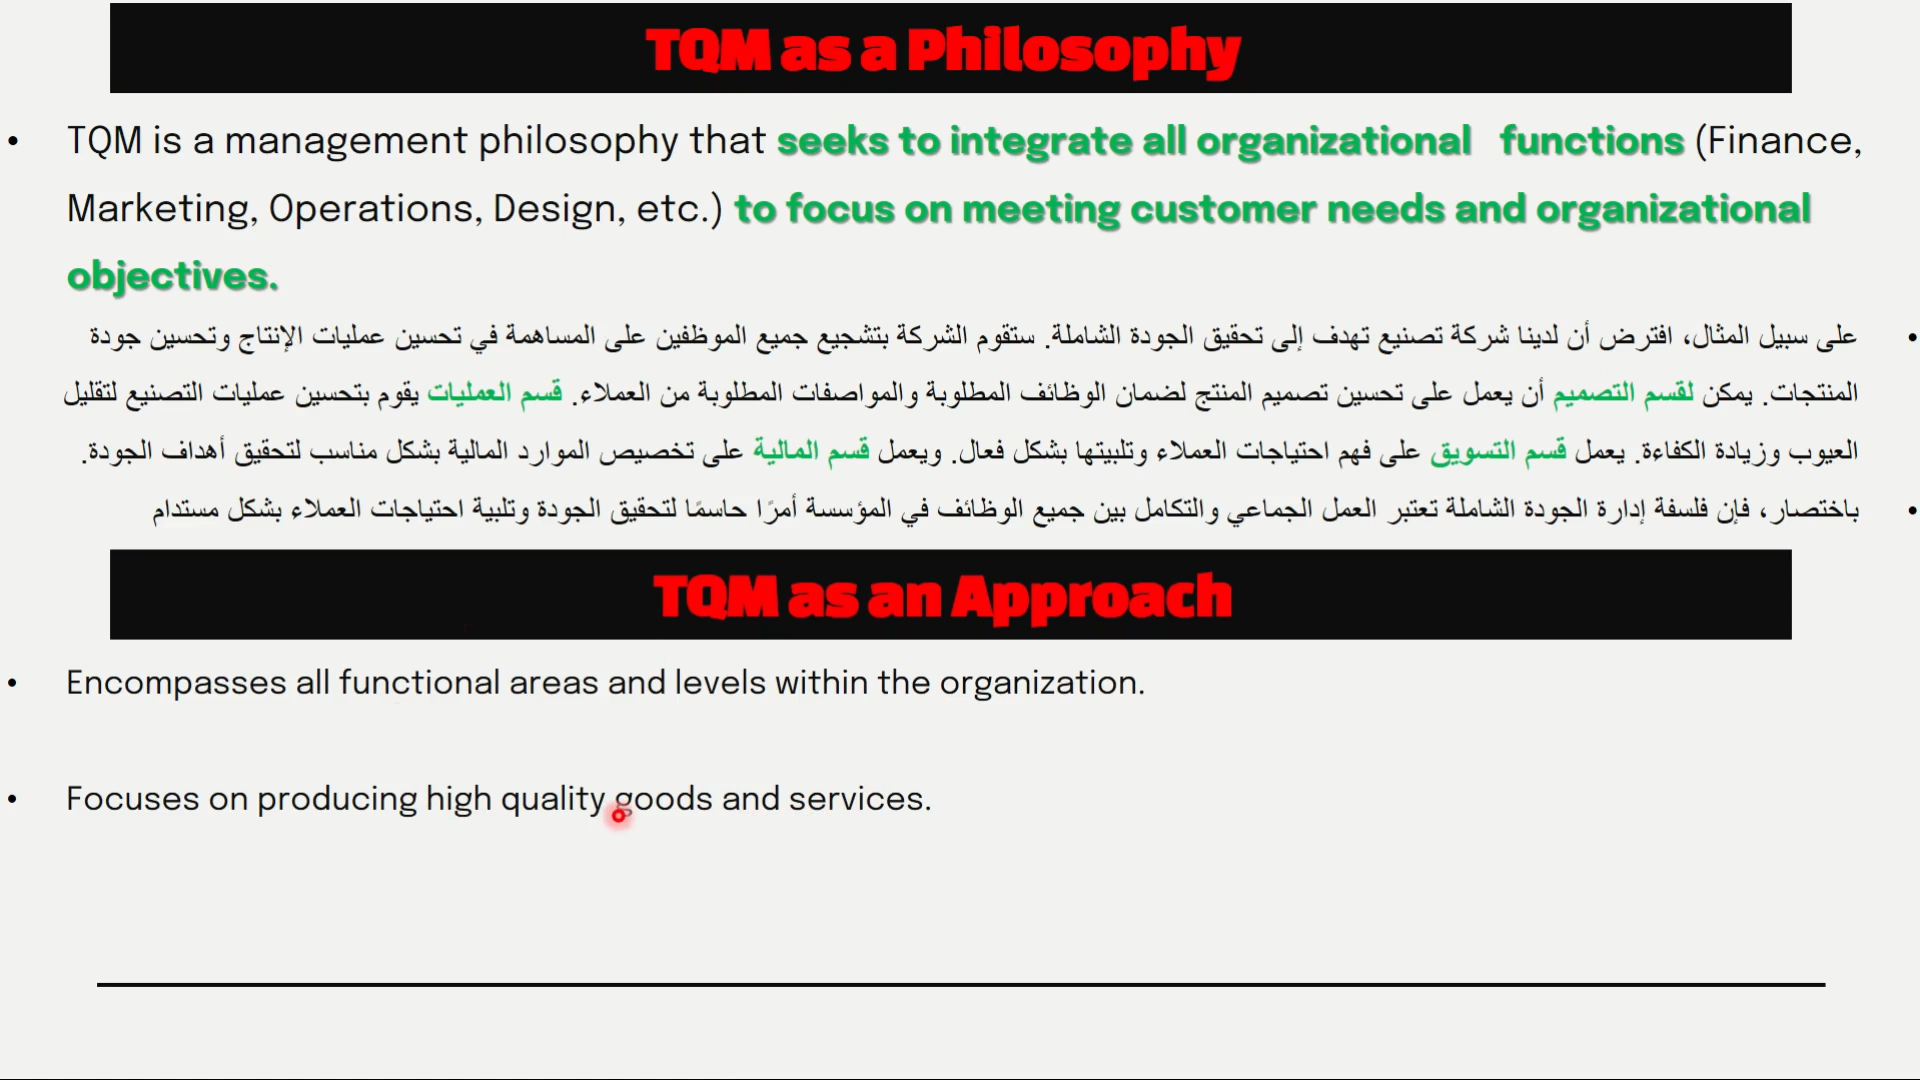 TQM as a Philosophy
• TQM is a management philosophy that seeks to integrate all organizational functions (Finance,
Marketing, Operations, Design, etc.) to focus on meeting customer needs and organizational
objectives.
• على سبيل المثال، افترض أن لدينا شركة تصنيع تهدف إلى تحقيق الجودة الشاملة. ستقوم الشركة بتشجيع جميع الموظفين على المساهمة في تحسين عمليات الإنتاج وتحسين جودة
المنتجات. يمكن لقسم التصميم أن يعمل على تحسين تصميم المنتج لضمان الوظائف المطلوبة والمواصفات المطلوبة من العملاء. قسم العمليات يقوم بتحسين عمليات التصنيع لتقليل
العيوب وزيادة الكفاءة. يعمل قسم التسويق على فهم احتياجات العملاء وتلبيتها بشكل فعال. ويعمل قسم المالية على تخصيص الموارد المالية بشكل مناسب لتحقيق أهداف الجودة.
• باختصار، فإن فلسفة إدارة الجودة الشاملة تعتبر العمل الجماعي والتكامل بين جميع الوظائف في المؤسسة أمرًا حاسمًا لتحقيق الجودة وتلبية احتياجات العملاء بشكل مستدام
TQM as an Approach
• Encompasses all functional areas and levels within the organization.
• Focuses on producing high quality goods and services.